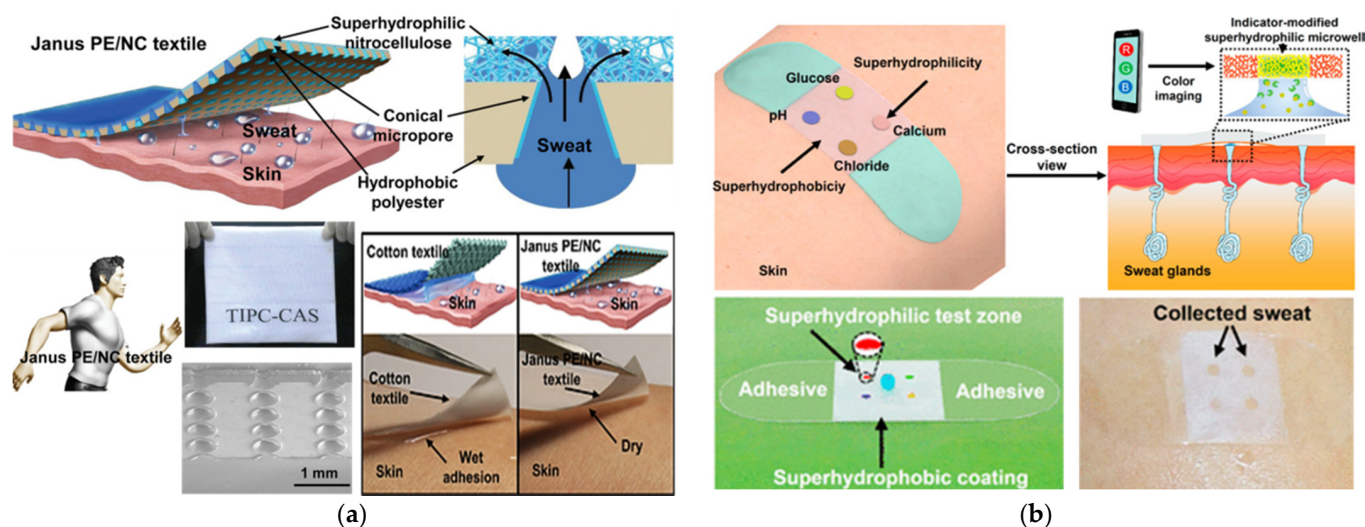 Janus PE/NC textile
Superhydrophilic
nitrocellulose
Conical
micropore
Hydrophobic
polyester
Sweat
Skin
Sweat
Janus PE/NC textile
TIPC-CAS
1 mm
Cotton textile
Skin
Janus PE/NC
textile
Skin
Cotton
textile
Skin
Wet
adhesion
Janus PE/NC
textile
Dry
Skin
(a)
Glucose
Superhydrophilicity
pH
Calcium
Chloride
Superhydrophobiciy
Skin
Cross-section
view
R
G
B
Color
imaging
Indicator-modified
superhydrophilic microwell
Sweat glands
Superhydrophilic test zone
Adhesive
Adhesive
Superhydrophobic coating
Collected sweat
(b)